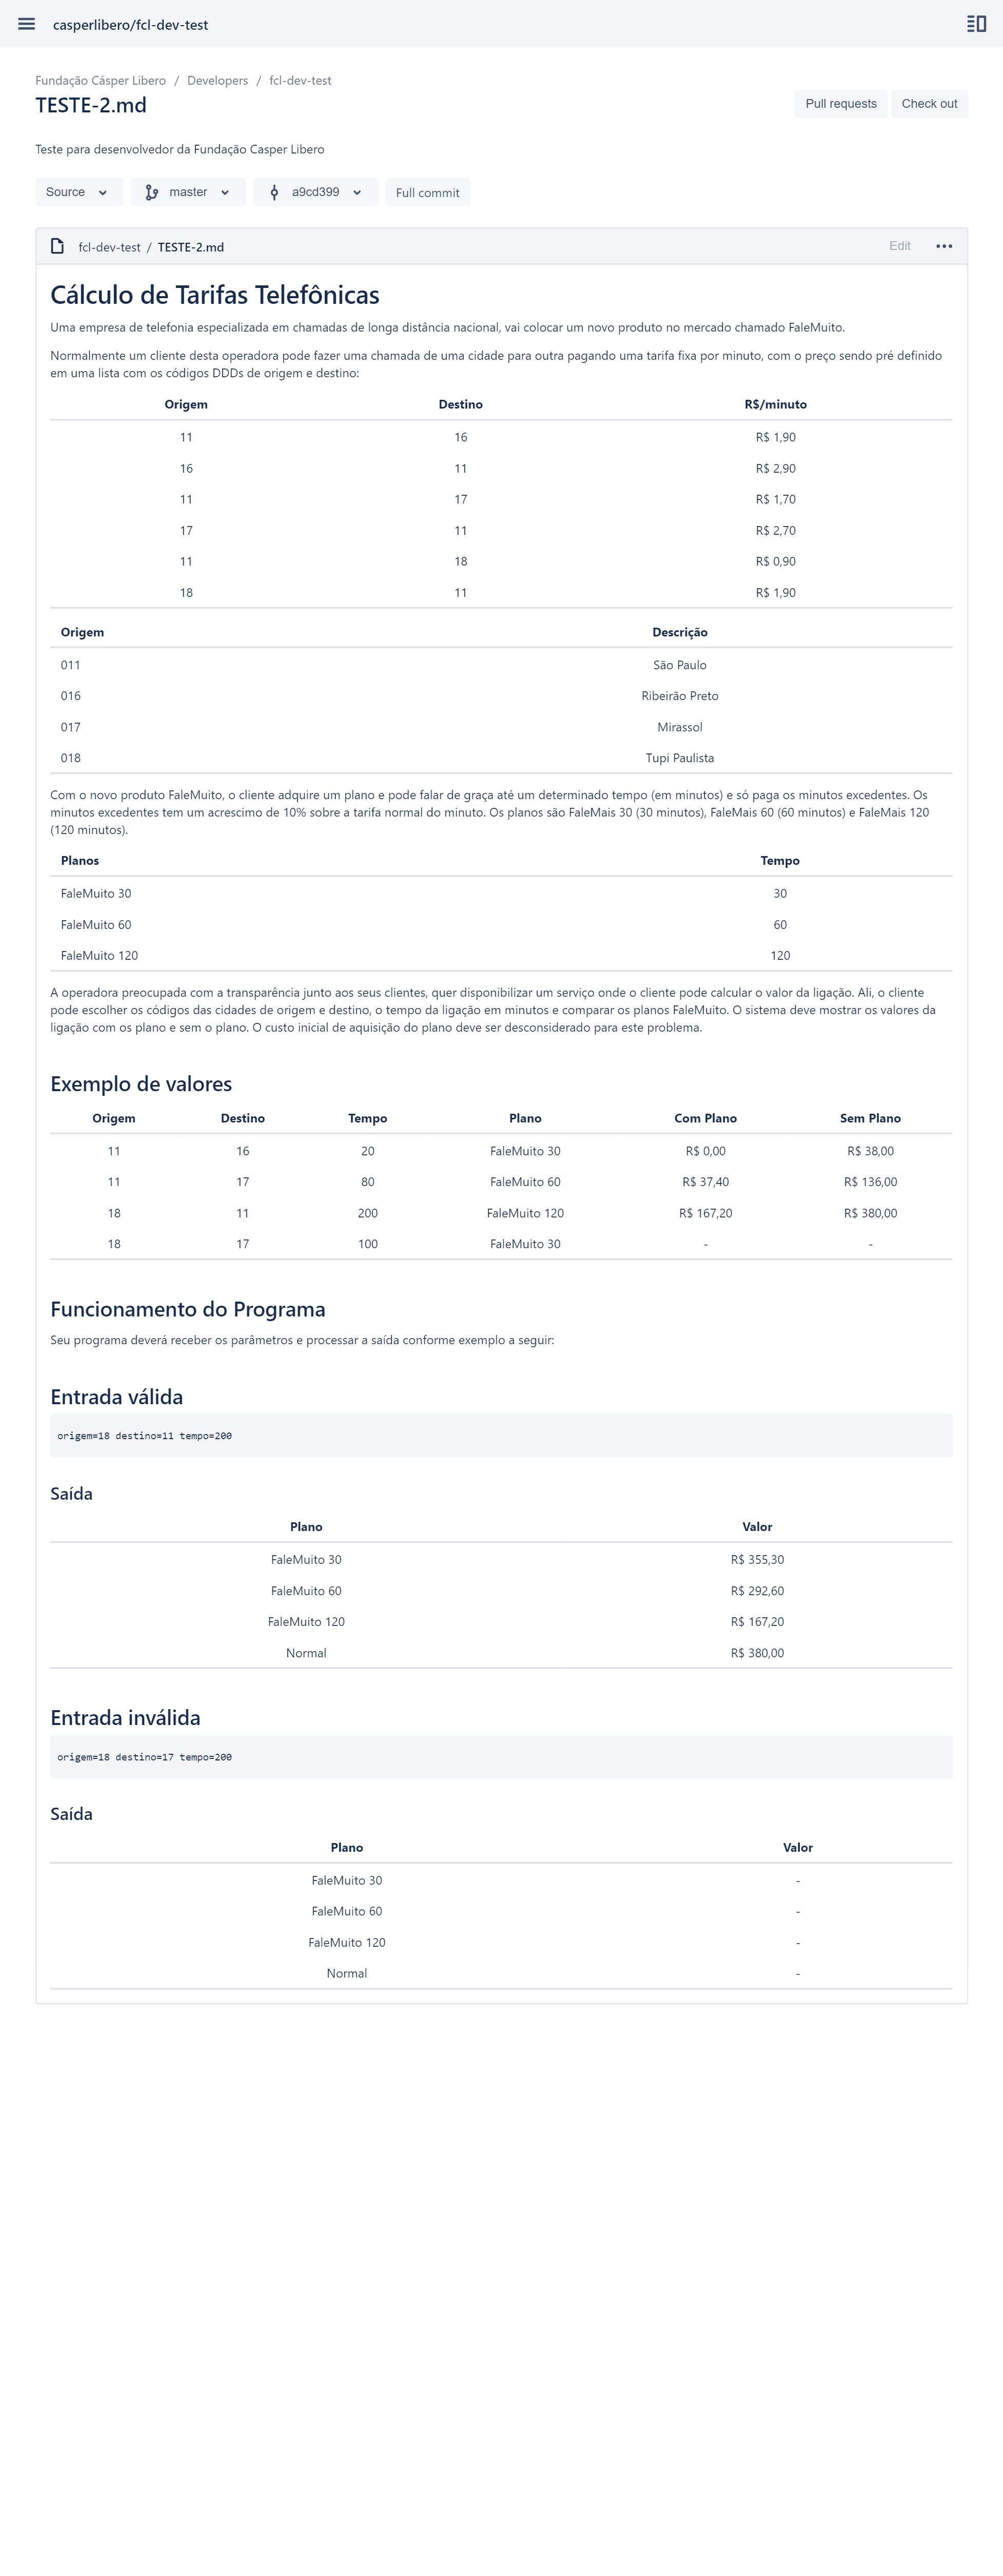 casperlibero/fcl-dev-test
Fundação Cásper Libero / Developers / fcl-dev-test
TESTE-2.md
Pull requests Check out
Teste para desenvolvedor da Fundação Casper Libero
Source master a9cd399 Full commit
fcl-dev-test / TESTE-2.md Edit
Cálculo de Tarifas Telefônicas
Uma empresa de telefonia especializada em chamadas de longa distância nacional, vai colocar um novo produto no mercado chamado FaleMuito.
Normalmente um cliente desta operadora pode fazer uma chamada de uma cidade para outra pagando uma tarifa fixa por minuto, com o preço sendo pré definido
em uma lista com os códigos DDDs de origem e destino:
Origem Destino R$/minuto
11 16 R$ 1,90
16 11 R$ 2,90
11 17 R$ 1,70
17 11 R$ 2,70
11 18 R$ 0,90
18 11 R$ 1,90
Origem Descrição
011 São Paulo
016 Ribeirão Preto
017 Mirassol
018 Tupi Paulista
Com o novo produto FaleMuito, o cliente adquire um plano e pode falar de graça até um determinado tempo (em minutos) e só paga os minutos excedentes. Os
minutos excedentes tem um acrescimo de 10% sobre a tarifa normal do minuto. Os planos são FaleMais 30 (30 minutos), FaleMais 60 (60 minutos) e FaleMais 120
(120 minutos).
Planos Tempo
FaleMuito 30 30
FaleMuito 60 60
FaleMuito 120 120
A operadora preocupada com a transparência junto aos seus clientes, quer disponibilizar um serviço onde o cliente pode calcular o valor da ligação. Ali, o cliente
pode escolher os códigos das cidades de origem e destino, o tempo da ligação em minutos e comparar os planos FaleMuito. O sistema deve mostrar os valores da
ligação com os plano e sem o plano. O custo inicial de aquisição do plano deve ser desconsiderado para este problema.
Exemplo de valores
Origem Destino Tempo Plano Com Plano Sem Plano
11 16 20 FaleMuito 30 R$ 0,00 R$ 38,00
11 17 80 FaleMuito 60 R$ 37,40 R$ 136,00
18 11 200 FaleMuito 120 R$ 167,20 R$ 380,00
18 17 100 FaleMuito 30 - -
Funcionamento do Programa
Seu programa deverá receber os parâmetros e processar a saída conforme exemplo a seguir:
Entrada válida
origem=18 destino=11 tempo=200
Saída
Plano Valor
FaleMuito 30 R$ 355,30
FaleMuito 60 R$ 292,60
FaleMuito 120 R$ 167,20
Normal R$ 380,00
Entrada inválida
origem=18 destino=17 tempo=200
Saída
Plano Valor
FaleMuito 30 -
FaleMuito 60 -
FaleMuito 120 -
Normal -